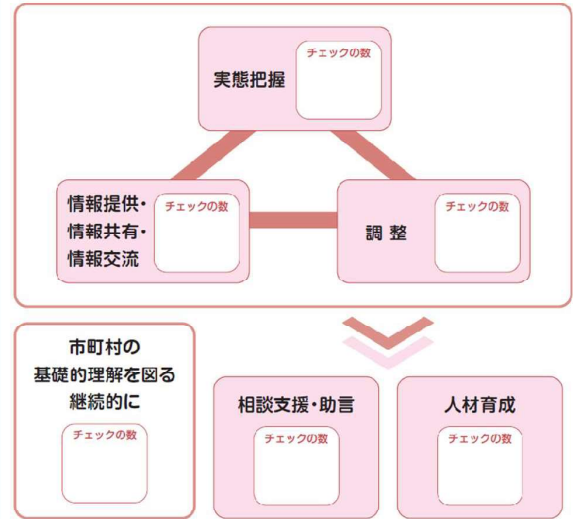 チェックの数
実態把握
情報提供・
情報共有・
情報交流
チェックの数
調 整
チェックの数
市町村の
基礎的理解を図る
継続的に
チェックの数
相談支援・助言
チェックの数
人材育成
チェックの数